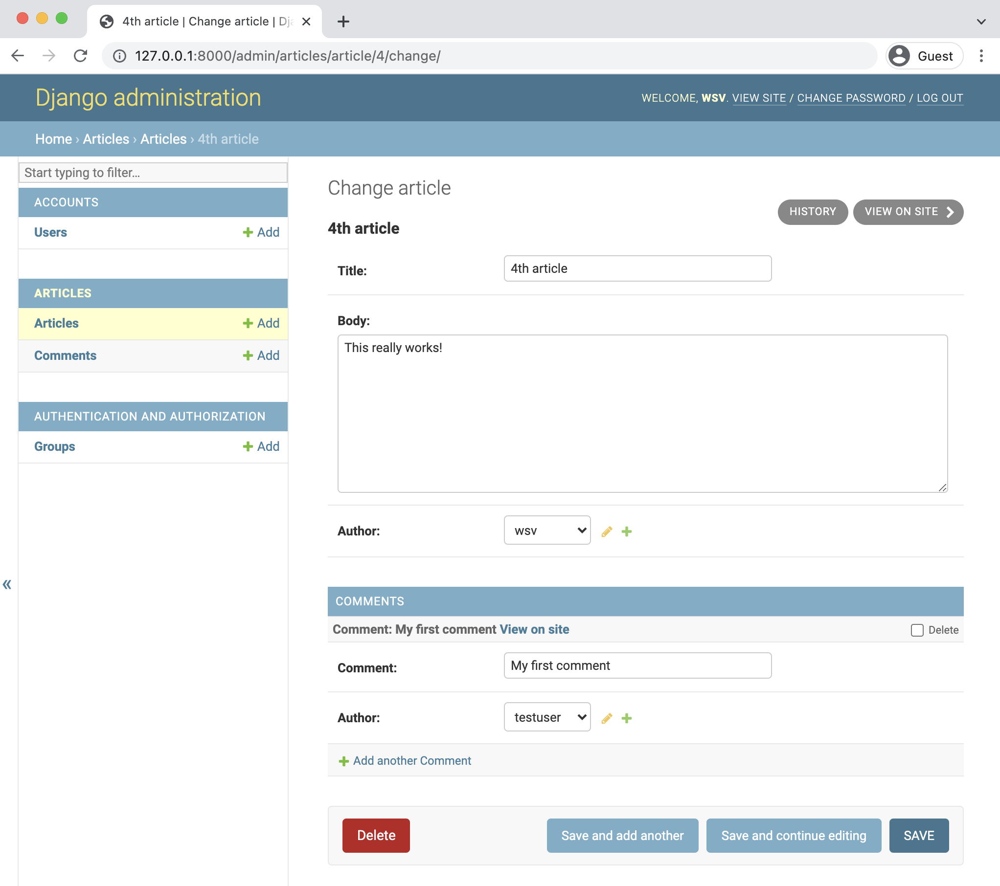 4th article | Change article | Dja
127.0.0.1:8000/admin/articles/article/4/change/
Guest
Django administration
WELCOME, WSV. VIEW SITE / CHANGE PASSWORD / LOG OUT
Home › Articles › Articles › 4th article
Start typing to filter...
ACCOUNTS
Users
Add
ARTICLES
Articles
Add
Comments
Add
AUTHENTICATION AND AUTHORIZATION
Groups
Add
«
Change article
HISTORY
VIEW ON SITE
4th article
Title:
4th article
Body:
This really works!
Author:
wsv
COMMENTS
Comment: My first comment View on site
Delete
Comment:
My first comment
Author:
testuser
Add another Comment
Delete
Save and add another
Save and continue editing
SAVE